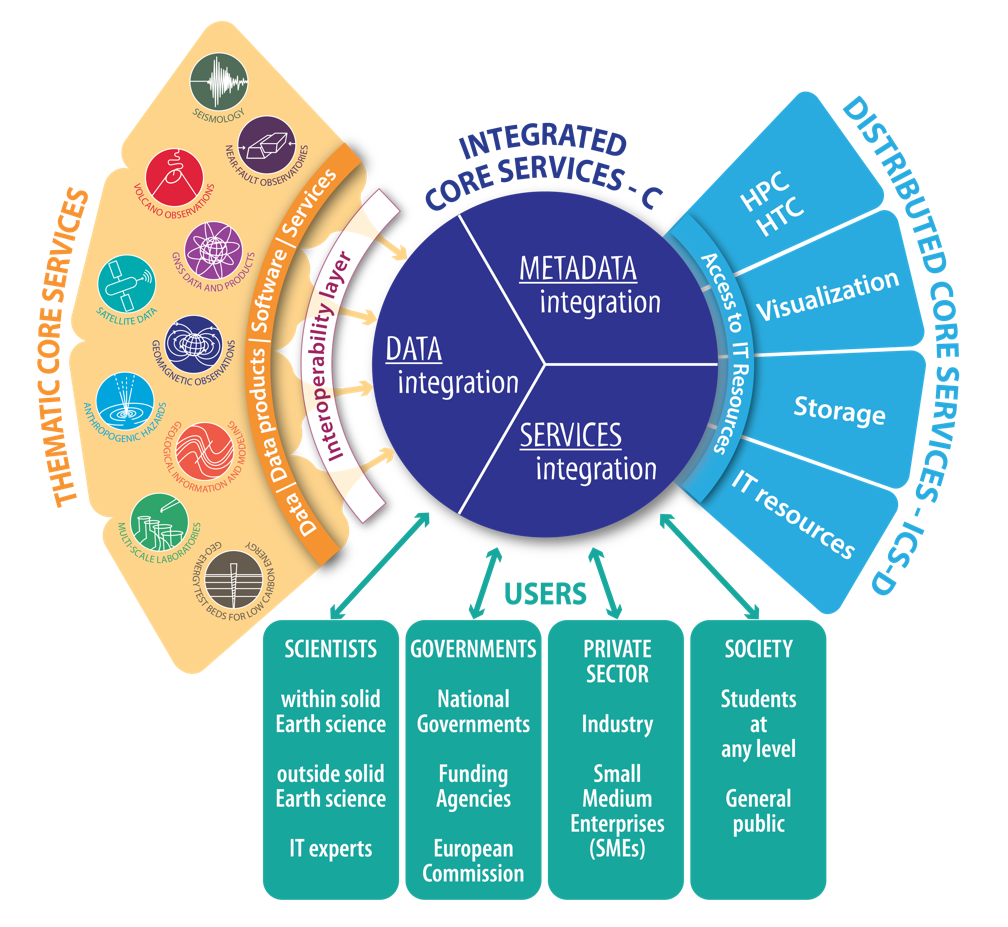 THEMATIC CORE SERVICES
SEISMOLOGY
NEAR-FAULT OBSERVATORIES
VOLCANO OBSERVATIONS
GNSS DATA AND PRODUCTS
SATELLITE DATA
GEOMAGNETIC OBSERVATIONS
ANTHROPOGENIC HAZARDS
GEOLOGICAL INFORMATION AND MODELING
MULTI-SCALE LABORATORIES
GEO-ENERGY TEST BEDS FOR LOW CARBON ENERGY
Data | Data products | Software | Services
Interoperability layer
INTEGRATED
CORE SERVICES - C
METADATA
integration
DATA
integration
SERVICES
integration
Access to IT Resources
HPC
HTC
Visualization
Storage
IT resources
DISTRIBUTED CORE SERVICES - ICS-D
USERS
SCIENTISTS
within solid
Earth science
outside solid
Earth science
IT experts
GOVERNMENTS
National
Governments
Funding
Agencies
European
Commission
PRIVATE
SECTOR
Industry
Small
Medium
Enterprises
(SMEs)
SOCIETY
Students
at
any level
General
public